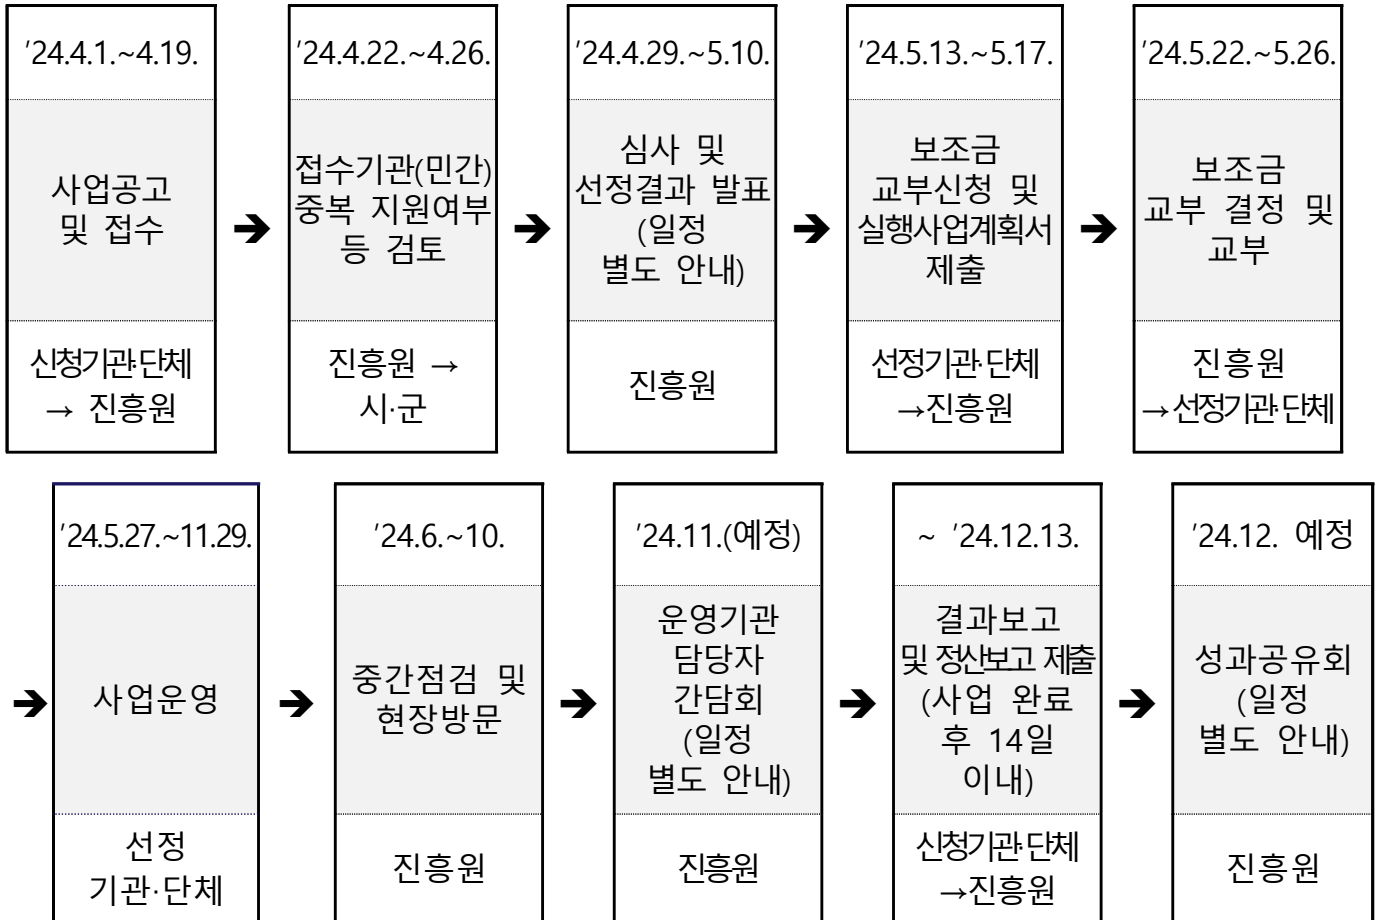 '24.4.1.~4.19.
사업공고
및 접수
신청기관·단체
→ 진흥원
'24.4.22.~4.26.
접수기관(민간)
중복 지원여부
등 검토
진흥원 →
시·군
'24.4.29.~5.10.
심사 및
선정결과 발표
(일정
별도 안내)
진흥원
'24.5.13.~5.17.
보조금
교부신청 및
실행사업계획서
제출
선정기관·단체
→진흥원
'24.5.22.~5.26.
보조금
교부 결정 및
교부
진흥원
→선정기관·단체
'24.5.27.~11.29.
사업운영
선정
기관·단체
'24.6.~10.
중간점검 및
현장방문
진흥원
'24.11.(예정)
운영기관
담당자
간담회
(일정
별도 안내)
진흥원
~ '24.12.13.
결과보고
및 정산보고 제출
(사업 완료
후 14일
이내)
신청기관·단체
→진흥원
'24.12. 예정
성과공유회
(일정
별도 안내)
진흥원